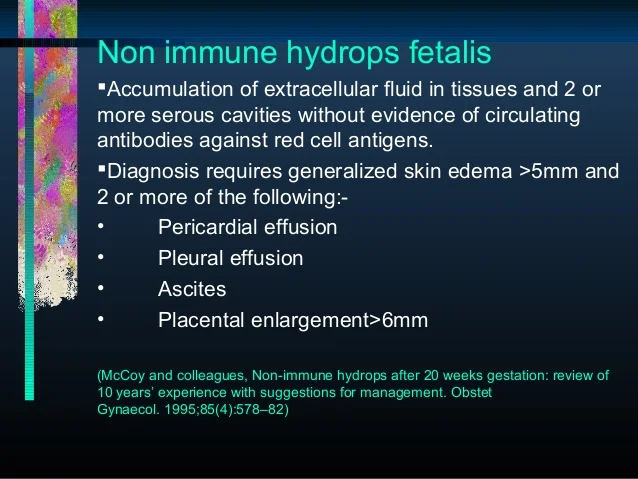 Non immune hydrops fetalis
▪Accumulation of extracellular fluid in tissues and 2 or
more serous cavities without evidence of circulating
antibodies against red cell antigens.
▪Diagnosis requires generalized skin edema >5mm and
2 or more of the following:-
• Pericardial effusion
• Pleural effusion
• Ascites
• Placental enlargement>6mm
(McCoy and colleagues, Non-immune hydrops after 20 weeks gestation: review of
10 years’ experience with suggestions for management. Obstet
Gynaecol. 1995;85(4):578–82)